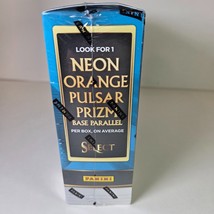 LOOK FOR 1
NEON
ORANGE
PULSAR
PRIZM
BASE PARALLEL
PER BOX, ON AVERAGE
SELECT
PANINI